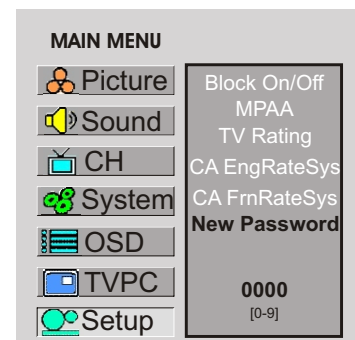 MAIN MENU
Picture
Sound
CH
System
OSD
TVPC
Setup
Block On/Off
MPAA
TV Rating
CA EngRateSys
CA FrnRateSys
New Password
0000
[0-9]